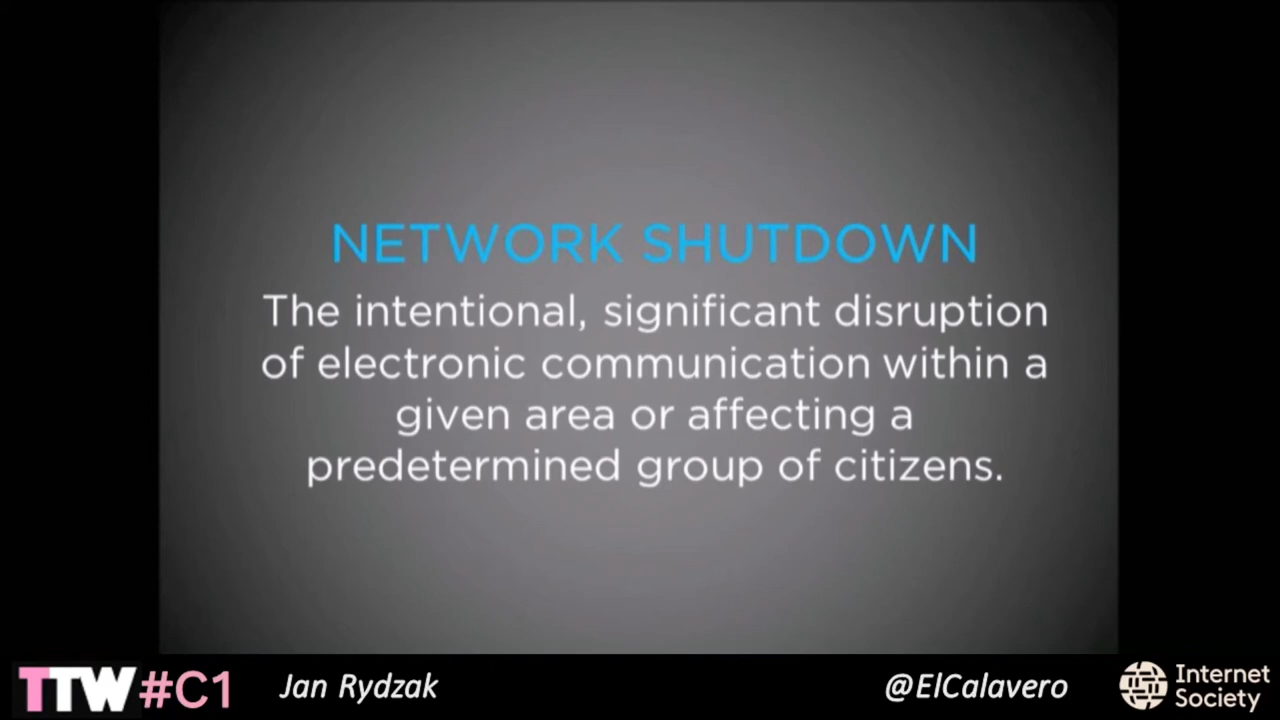 NETWORK SHUTDOWN
The intentional, significant disruption
of electronic communication within a
given area or affecting a
predetermined group of citizens.
TTW#C1
Jan Rydzak
@ElCalavero
Internet
Society